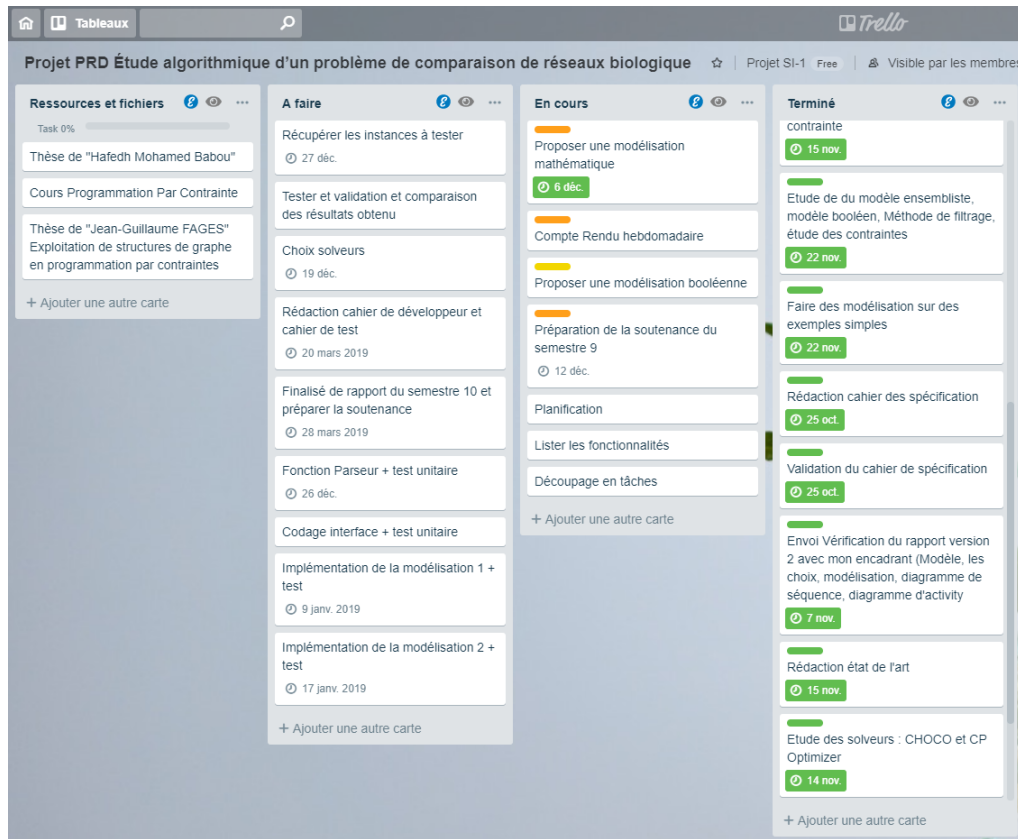 Tableaux
Trello
Projet PRD Étude algorithmique d'un problème de comparaison de réseaux biologique
Projet SI-1 Free
Visible par les membres
Ressources et fichiers
Task 0%
Thèse de "Hafedh Mohamed Babou"
Cours Programmation Par Contrainte
Thèse de "Jean-Guillaume FAGES"
Exploitation de structures de graphe
en programmation par contraintes
+ Ajouter une autre carte
A faire
Récupérer les instances à tester
27 déc.
Tester et validation et comparaison
des résultats obtenu
Choix solveurs
19 déc.
Rédaction cahier de développeur et
cahier de test
20 mars 2019
Finalisé de rapport du semestre 10 et
préparer la soutenance
28 mars 2019
Fonction Parseur + test unitaire
26 déc.
Codage interface + test unitaire
Implémentation de la modélisation 1 +
test
9 janv. 2019
Implémentation de la modélisation 2 +
test
17 janv. 2019
+ Ajouter une autre carte
En cours
Proposer une modélisation
mathématique
6 déc.
Compte Rendu hebdomadaire
Proposer une modélisation booléenne
Préparation de la soutenance du
semestre 9
12 déc.
Planification
Lister les fonctionnalités
Découpage en tâches
+ Ajouter une autre carte
Terminé
contrainte
15 nov.
Etude de du modèle ensembliste,
modèle booléen, Méthode de filtrage,
étude des contraintes
22 nov.
Faire des modélisation sur des
exemples simples
22 nov.
Rédaction cahier des spécification
25 oct.
Validation du cahier de spécification
25 oct.
Envoi Vérification du rapport version
2 avec mon encadrant (Modèle, les
choix, modélisation, diagramme de
séquence, diagramme d'activity
7 nov.
Rédaction état de l'art
15 nov.
Etude des solveurs : CHOCO et CP
Optimizer
14 nov.
+ Ajouter une autre carte